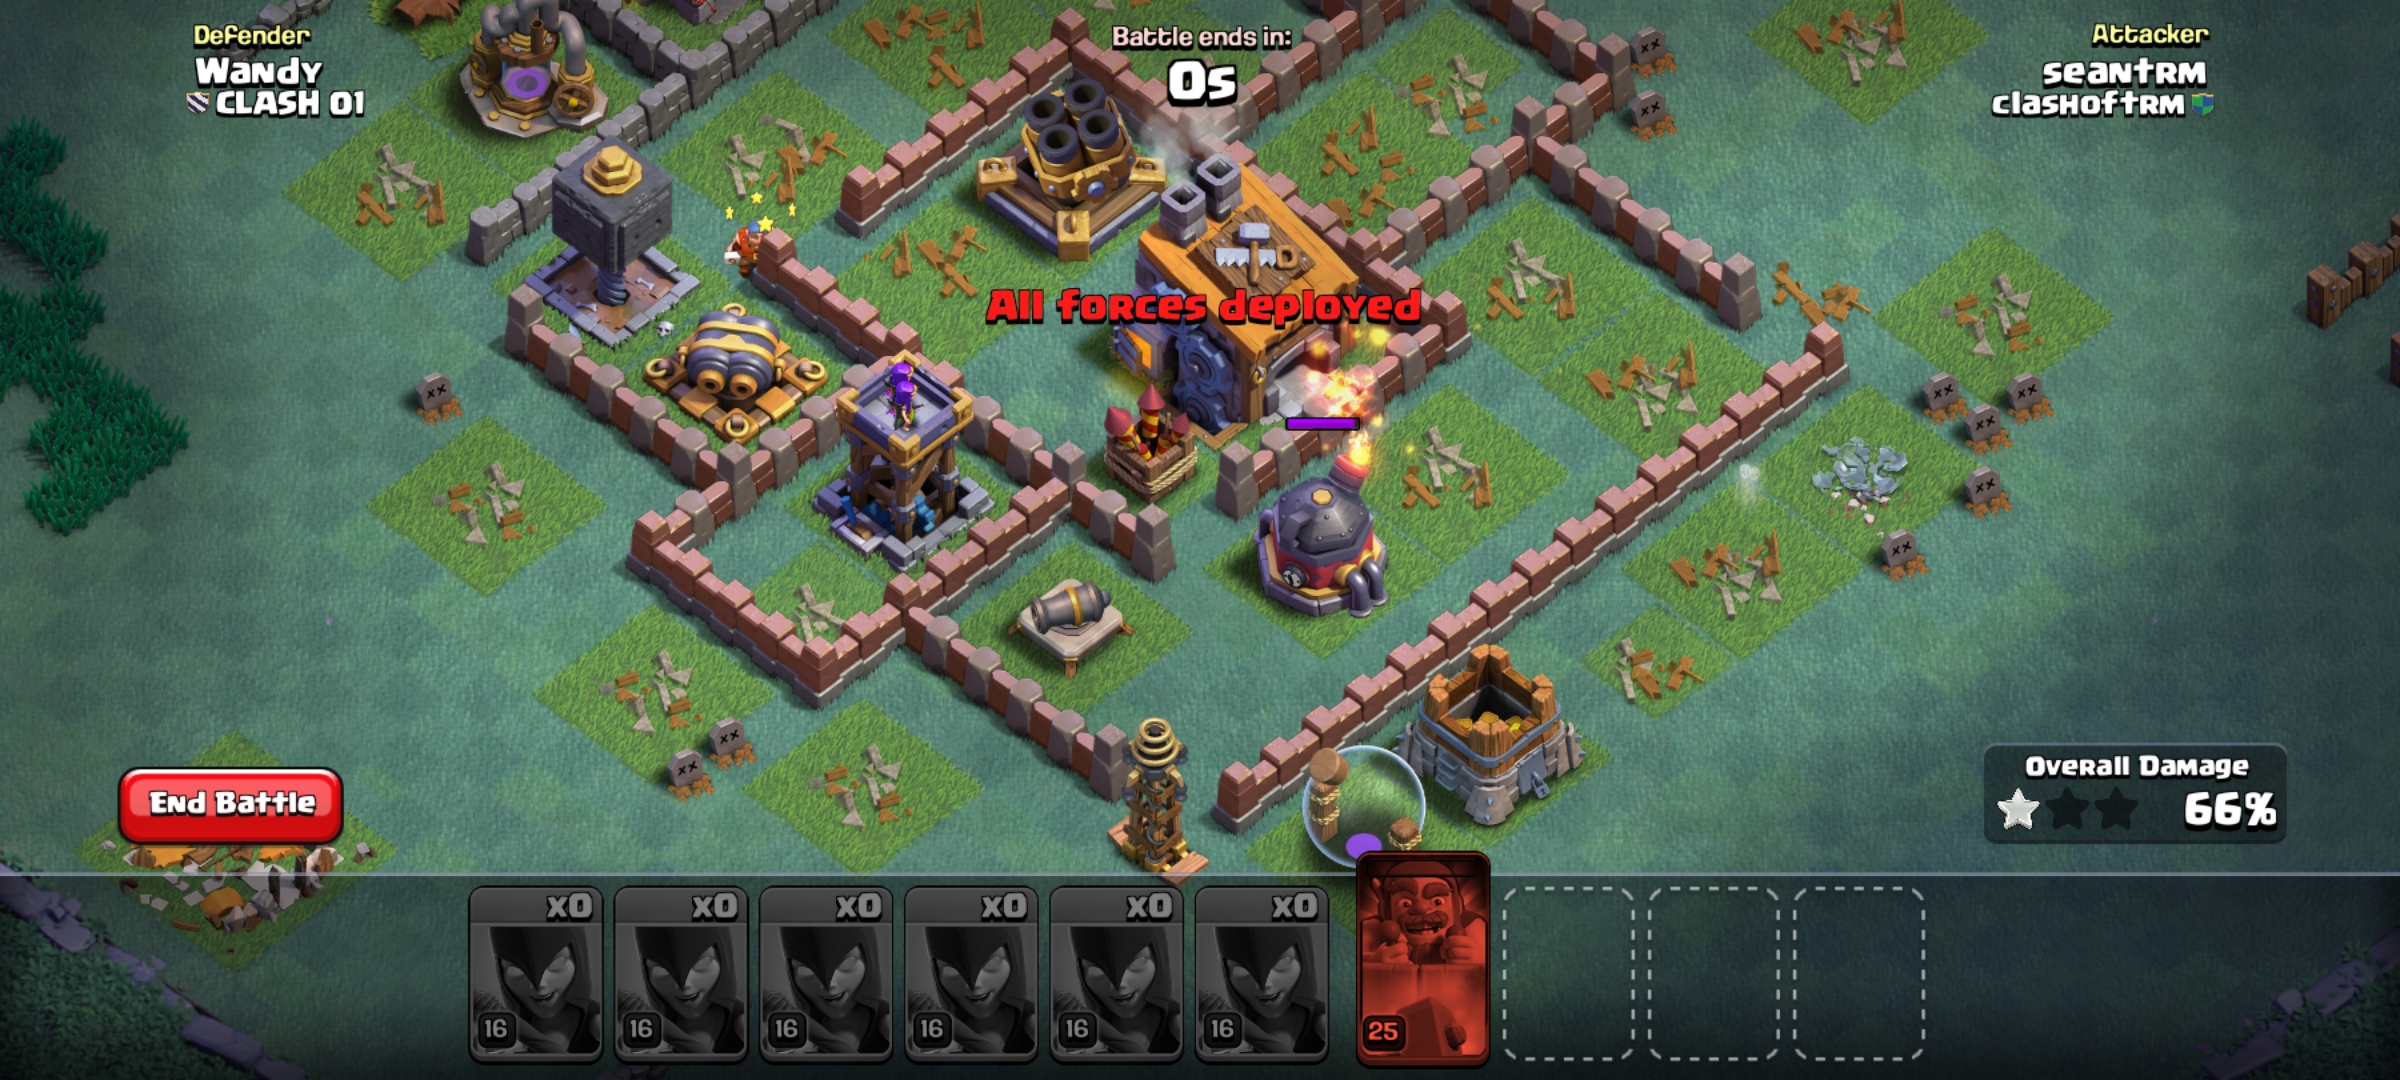 Defender
Wandy
CLASH 01
Battle ends in:
0s
Attacker
seantRM
clashoftRM
All forces deployed
End Battle
Overall Damage
66%
x0
x0
x0
x0
x0
x0
16
16
16
16
16
16
25